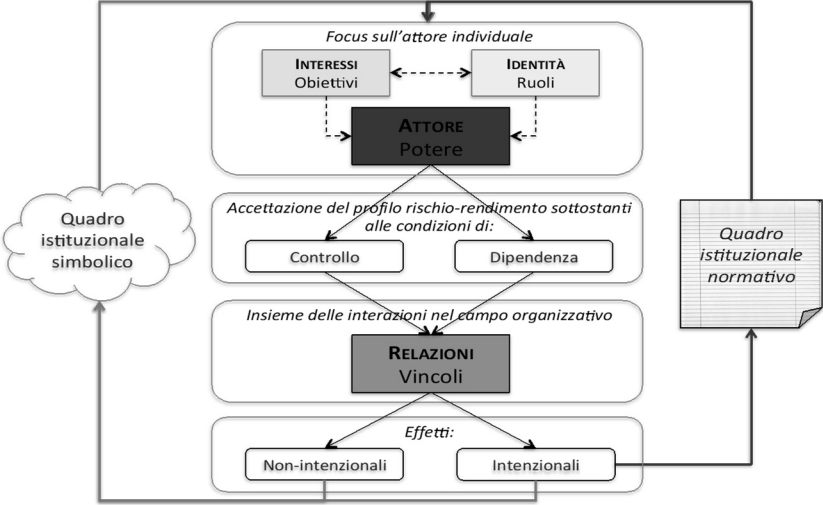 Focus sull'attore individuale
INTERESSI
Obiettivi
IDENTITÀ
Ruoli
ATTORE
Potere
Accettazione del profilo rischio-rendimento sottostanti
alle condizioni di:
Controllo
Dipendenza
Quadro
istituzionale
simbolico
Quadro
istituzionale
normativo
Insieme delle interazioni nel campo organizzativo
RELAZIONI
Vincoli
Effetti:
Non-intenzionali
Intenzionali